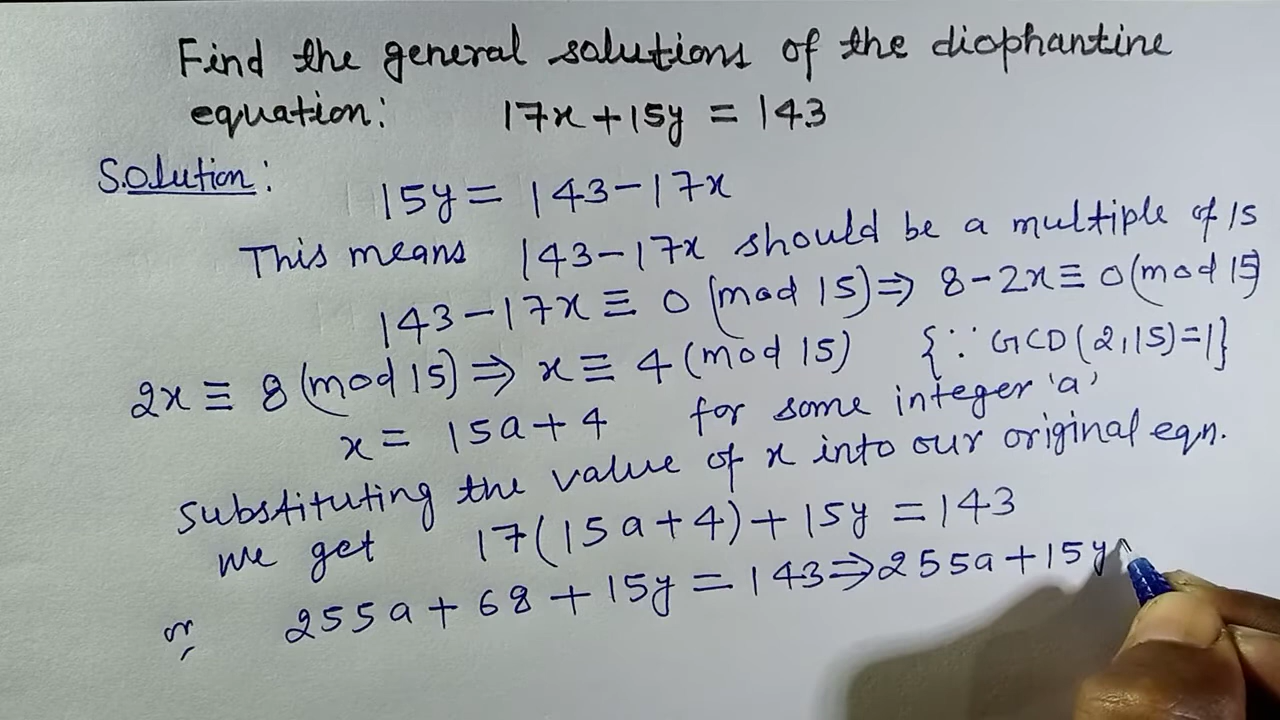 Find the general solutions of the diophantine
equation: 17x + 15y = 143
Solution:
15y = 143 - 17x
This means 143 - 17x should be a multiple of 15
143 - 17x ≡ 0 (mod 15) ⇒ 8 - 2x ≡ 0 (mod 15)
2x ≡ 8 (mod 15) ⇒ x ≡ 4 (mod 15) {∵ GCD(2,15)=1}
x = 15a + 4 for some integer 'a'
substituting the value of x into our original eqn.
we get 17(15a + 4) + 15y = 143
or, 255a + 68 + 15y = 143 ⇒ 255a + 15y